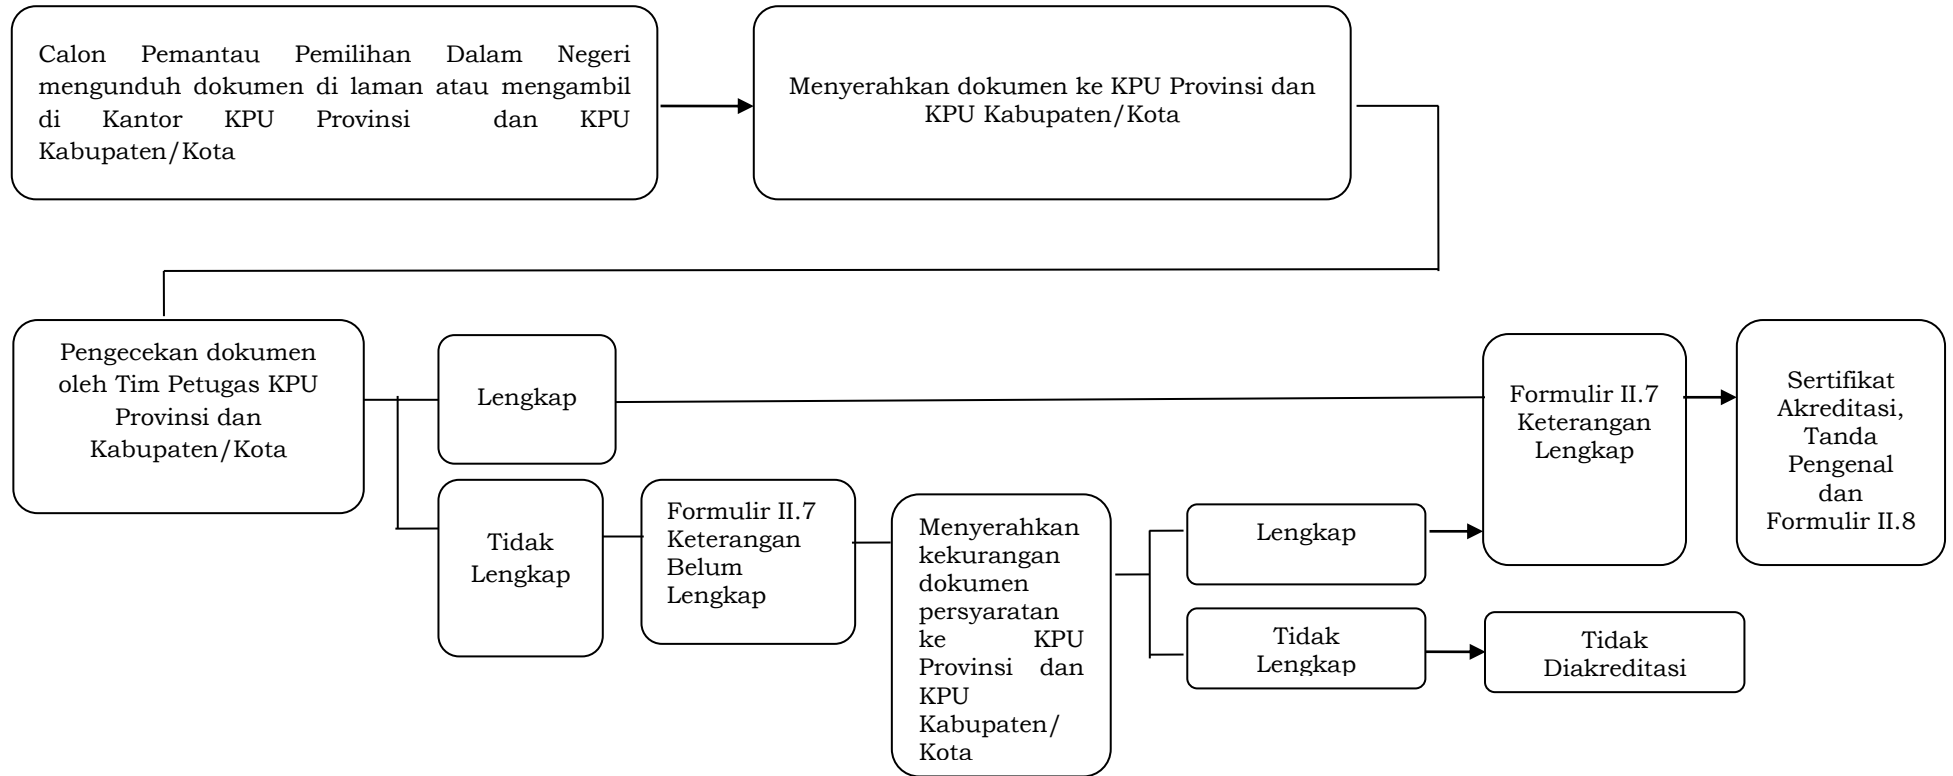 Calon Pemantau Pemilihan Dalam Negeri
mengunduh dokumen di laman atau mengambil
di Kantor KPU Provinsi dan KPU
Kabupaten/Kota
Menyerahkan dokumen ke KPU Provinsi dan
KPU Kabupaten/Kota
Pengecekan dokumen
oleh Tim Petugas KPU
Provinsi dan
Kabupaten/Kota
Lengkap
Tidak
Lengkap
Formulir II.7
Keterangan
Belum
Lengkap
Menyerahkan
kekurangan
dokumen
persyaratan
ke KPU
Provinsi dan
KPU
Kabupaten/
Kota
Lengkap
Tidak
Lengkap
Formulir II.7
Keterangan
Lengkap
Sertifikat
Akreditasi,
Tanda
Pengenal
dan
Formulir II.8
Tidak
Diakreditasi